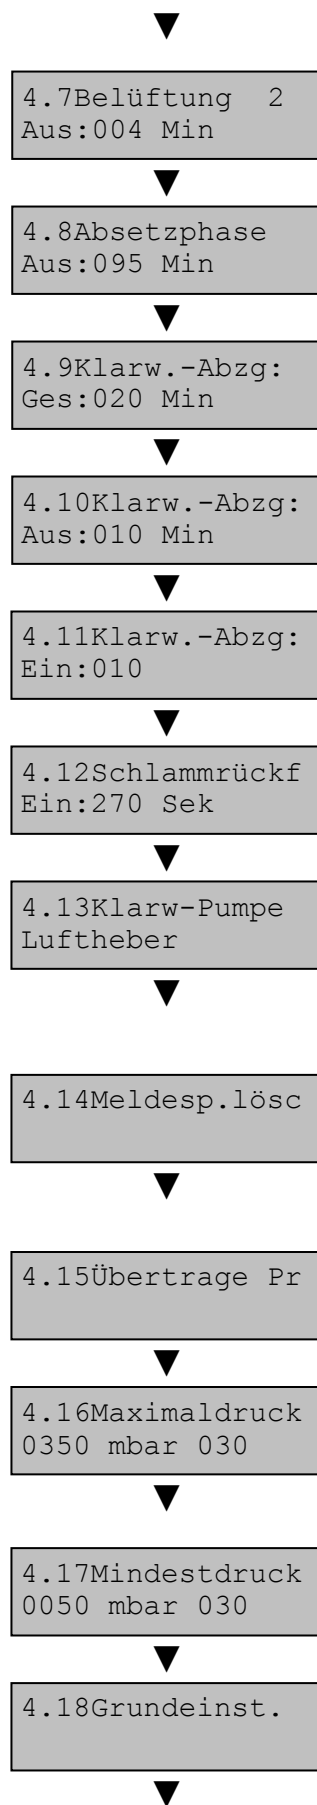 4.7Belüftung  2
Aus:004 Min
4.8Absetzphase
Aus:095 Min
4.9Klarw.-Abzg:
Ges:020 Min
4.10Klarw.-Abzg:
Aus:010 Min
4.11Klarw.-Abzg:
Ein:010
4.12Schlammrückf
Ein:270 Sek
4.13Klarw-Pumpe
Luftheber
4.14Meldesp.lösc
4.15Übertrage Pr
4.16Maximaldruck
0350 mbar 030
4.17Mindestdruck
0050 mbar 030
4.18Grundeinst.